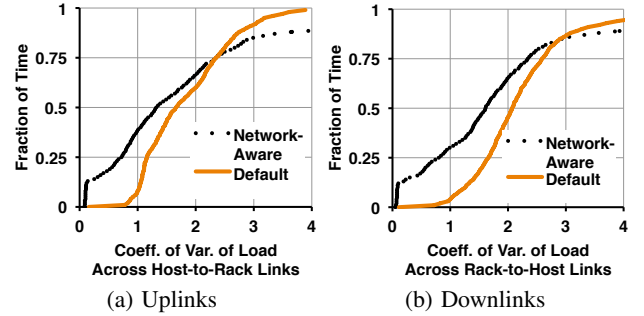 1
0.75
0.5
0.25
0
Fraction of Time
Network-
Aware
Default
0 1 2 3 4
Coeff. of Var. of Load
Across Host-to-Rack Links
(a) Uplinks
1
0.75
0.5
0.25
0
Fraction of Time
Network-
Aware
Default
0 1 2 3 4
Coeff. of Var. of Load
Across Rack-to-Host Links
(b) Downlinks